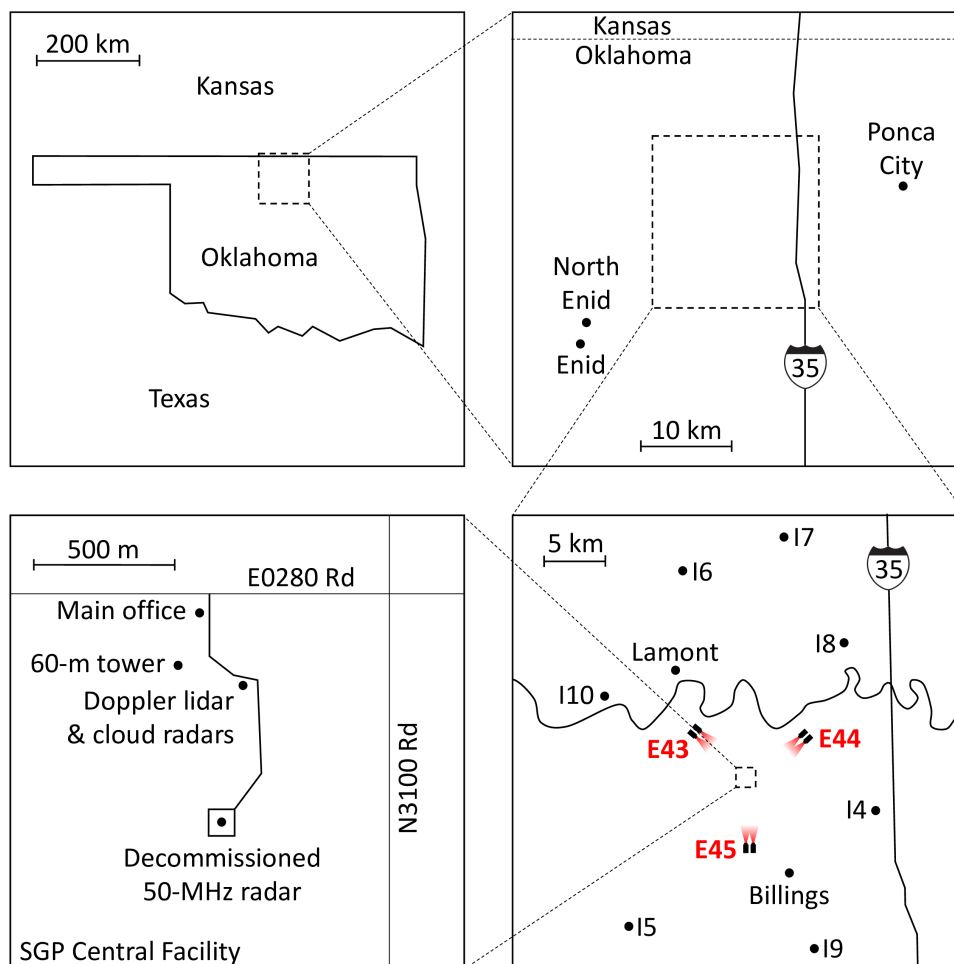 200 km
Kansas
Oklahoma
Texas
Kansas
Oklahoma
Ponca
City
North
Enid
Enid
35
10 km
500 m
E0280 Rd
Main office
60-m tower
Doppler lidar
& cloud radars
N3100 Rd
Decommissioned
50-MHz radar
SGP Central Facility
5 km
I7
I6
35
I8
Lamont
I10
E43
E44
I4
E45
Billings
I5
I9